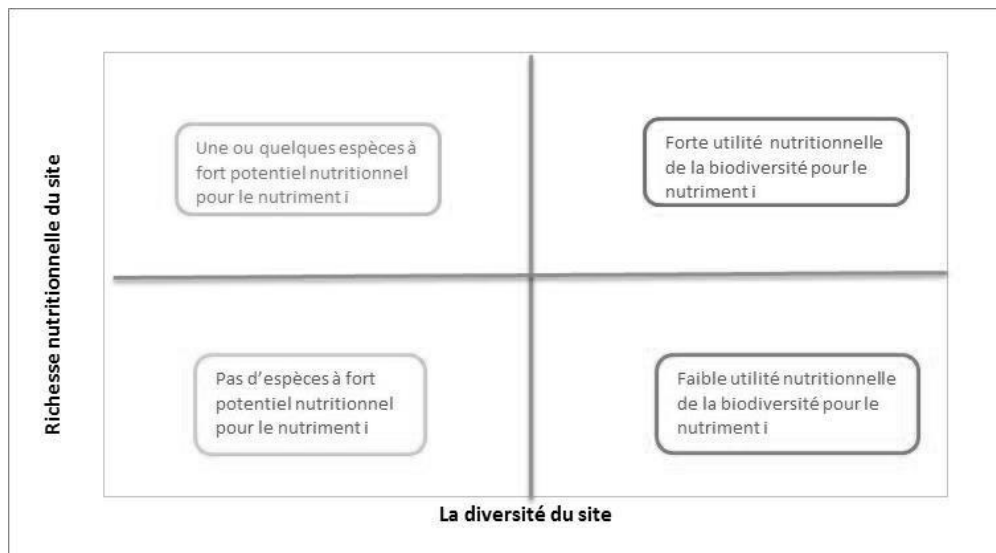 Richesse nutritionnelle du site
Une ou quelques espèces à
fort potentiel nutritionnel
pour le nutriment i
Forte utilité nutritionnelle
de la biodiversité pour le
nutriment i
Pas d'espèces à fort
potentiel nutritionnel
pour le nutriment i
Faible utilité nutritionnelle
de la biodiversité pour le
nutriment i
La diversité du site